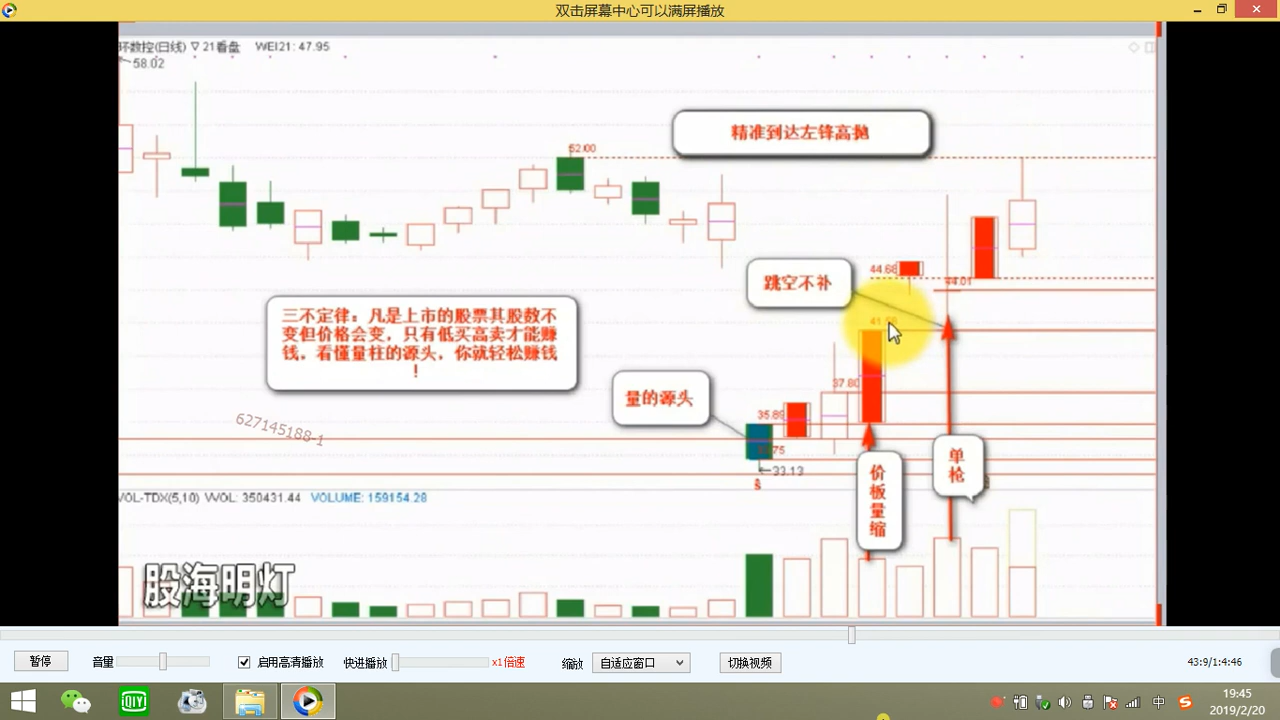 双击屏幕中心可以满屏播放
环数控(日线) ▽ 21看盘 WEI21: 47.95
58.02
精准到达左锋高抛
52.00
跳空不补
44.68
44.01
三不定律：凡是上市的股票其股数不
变但价格会变，只有低买高卖才能赚
钱，看懂量柱的源头，你就轻松赚钱
！
37.80
量的源头
35.89
627145188-1
33.13
价板量缩
单枪
VOL-TDX(5,10) VVOL: 350431.44 VOLUME: 159154.28
股海明灯
暂停 音量 启用高清播放 快进播放 x1倍速 缩放 自适应窗口 切换视频 43:9/1:4:46
QIYI 中 19:45
2019/2/20